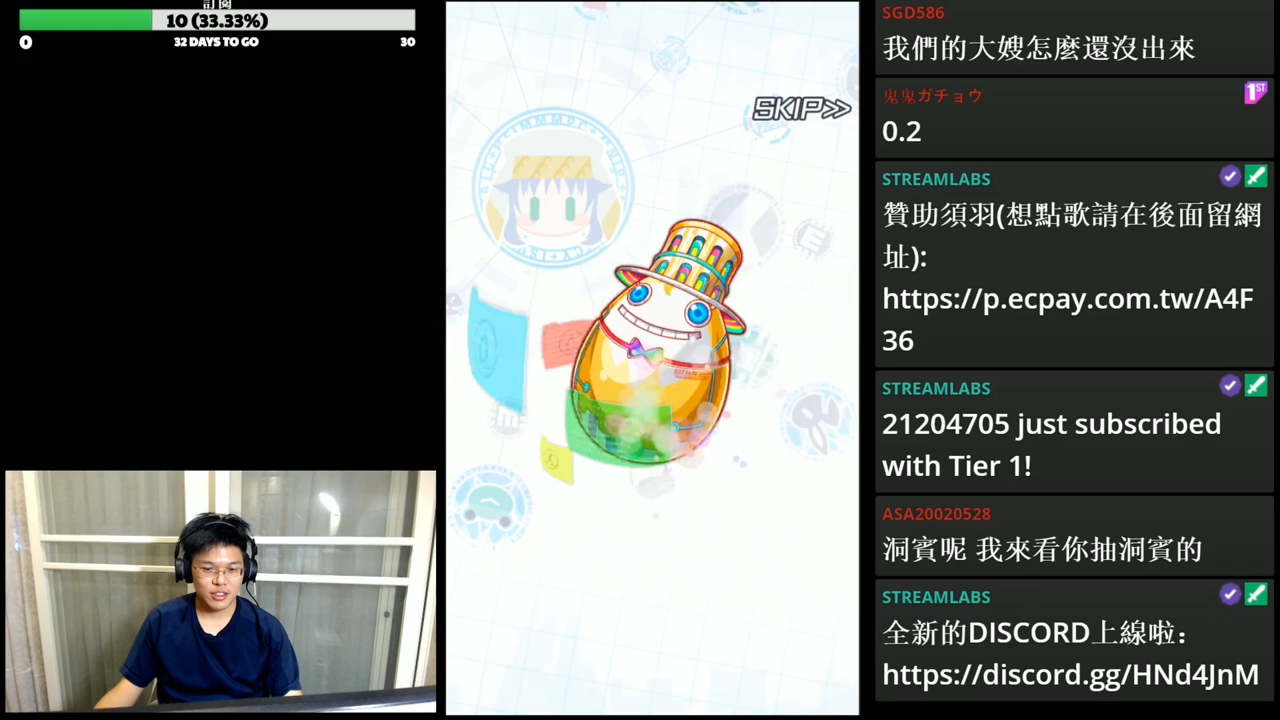 訂閱
10 (33.33%)
0
32 DAYS TO GO
30
SKIP>>
SGD586
我們的大嫂怎麼還沒出來
鬼鬼ガチョウ
1ST
0.2
STREAMLABS
贊助須羽(想點歌請在後面留網
址):
https://p.ecpay.com.tw/A4F
36
STREAMLABS
21204705 just subscribed
with Tier 1!
ASA20020528
洞賓呢 我來看你抽洞賓的
STREAMLABS
全新的DISCORD上線啦：
https://discord.gg/HNd4JnM